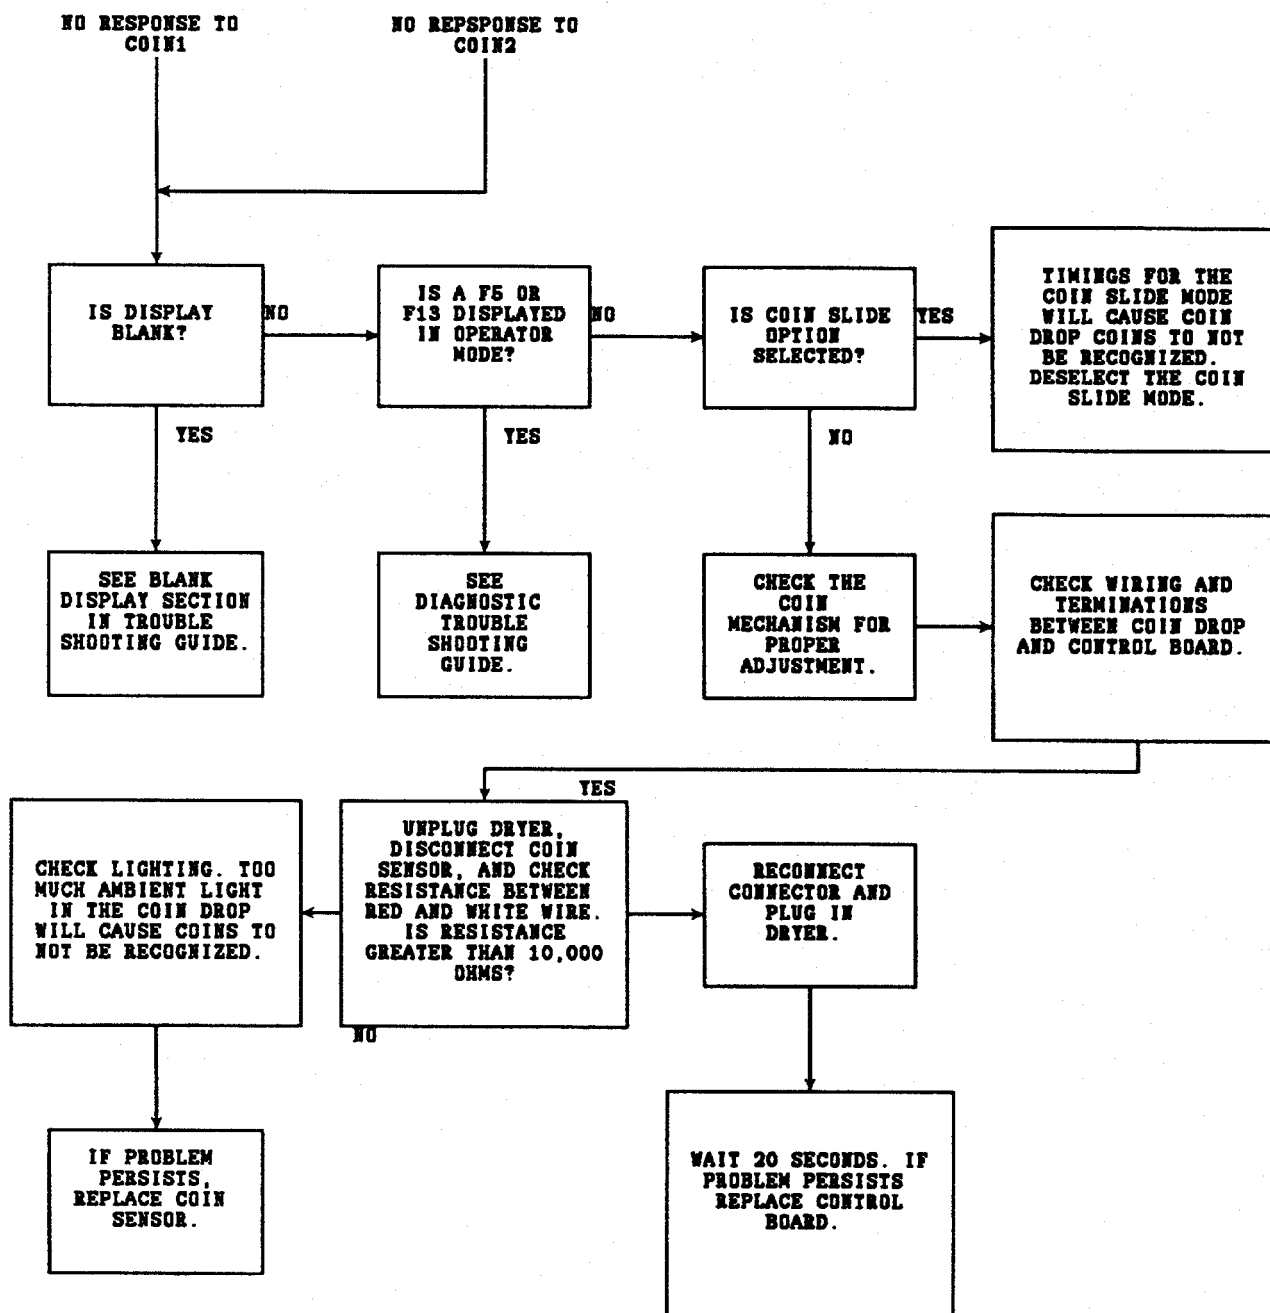 NO RESPONSE TO
COIN1
NO REPSPONSE TO
COIN2
IS DISPLAY
BLANK?
NO
YES
IS A F5 OR
F13 DISPLAYED
IN OPERATOR
MODE?
NO
YES
IS COIN SLIDE
OPTION
SELECTED?
YES
NO
TIMINGS FOR THE
COIN SLIDE MODE
WILL CAUSE COIN
DROP COINS TO NOT
BE RECOGNIZED.
DESELECT THE COIN
SLIDE MODE.
SEE BLANK
DISPLAY SECTION
IN TROUBLE
SHOOTING GUIDE.
SEE
DIAGNOSTIC
TROUBLE
SHOOTING
GUIDE.
CHECK THE
COIN
MECHANISM FOR
PROPER
ADJUSTMENT.
CHECK WIRING AND
TERMINATIONS
BETWEEN COIN DROP
AND CONTROL BOARD.
YES
CHECK LIGHTING. TOO
MUCH AMBIENT LIGHT
IN THE COIN DROP
WILL CAUSE COINS TO
NOT BE RECOGNIZED.
UNPLUG DRYER,
DISCONNECT COIN
SENSOR, AND CHECK
RESISTANCE BETWEEN
RED AND WHITE WIRE.
IS RESISTANCE
GREATER THAN 10,000
OHMS?
NO
RECONNECT
CONNECTOR AND
PLUG IN
DRYER.
IF PROBLEM
PERSISTS,
REPLACE COIN
SENSOR.
WAIT 20 SECONDS. IF
PROBLEM PERSISTS
REPLACE CONTROL
BOARD.